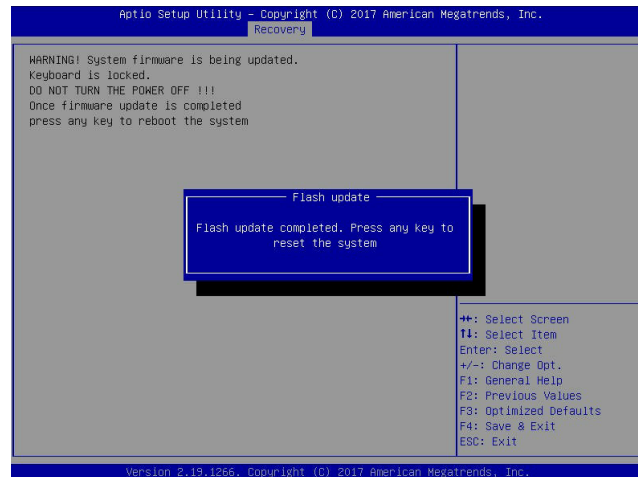 Aptio Setup Utility – Copyright (C) 2017 American Megatrends, Inc.
Recovery
WARNING! System firmware is being updated.
Keyboard is locked.
DO NOT TURN THE POWER OFF !!!
Once firmware update is completed
press any key to reboot the system
Flash update
Flash update completed. Press any key to
reset the system
→←: Select Screen
↑↓: Select Item
Enter: Select
+/-: Change Opt.
F1: General Help
F2: Previous Values
F3: Optimized Defaults
F4: Save & Exit
ESC: Exit
Version 2.19.1266. Copyright (C) 2017 American Megatrends, Inc.